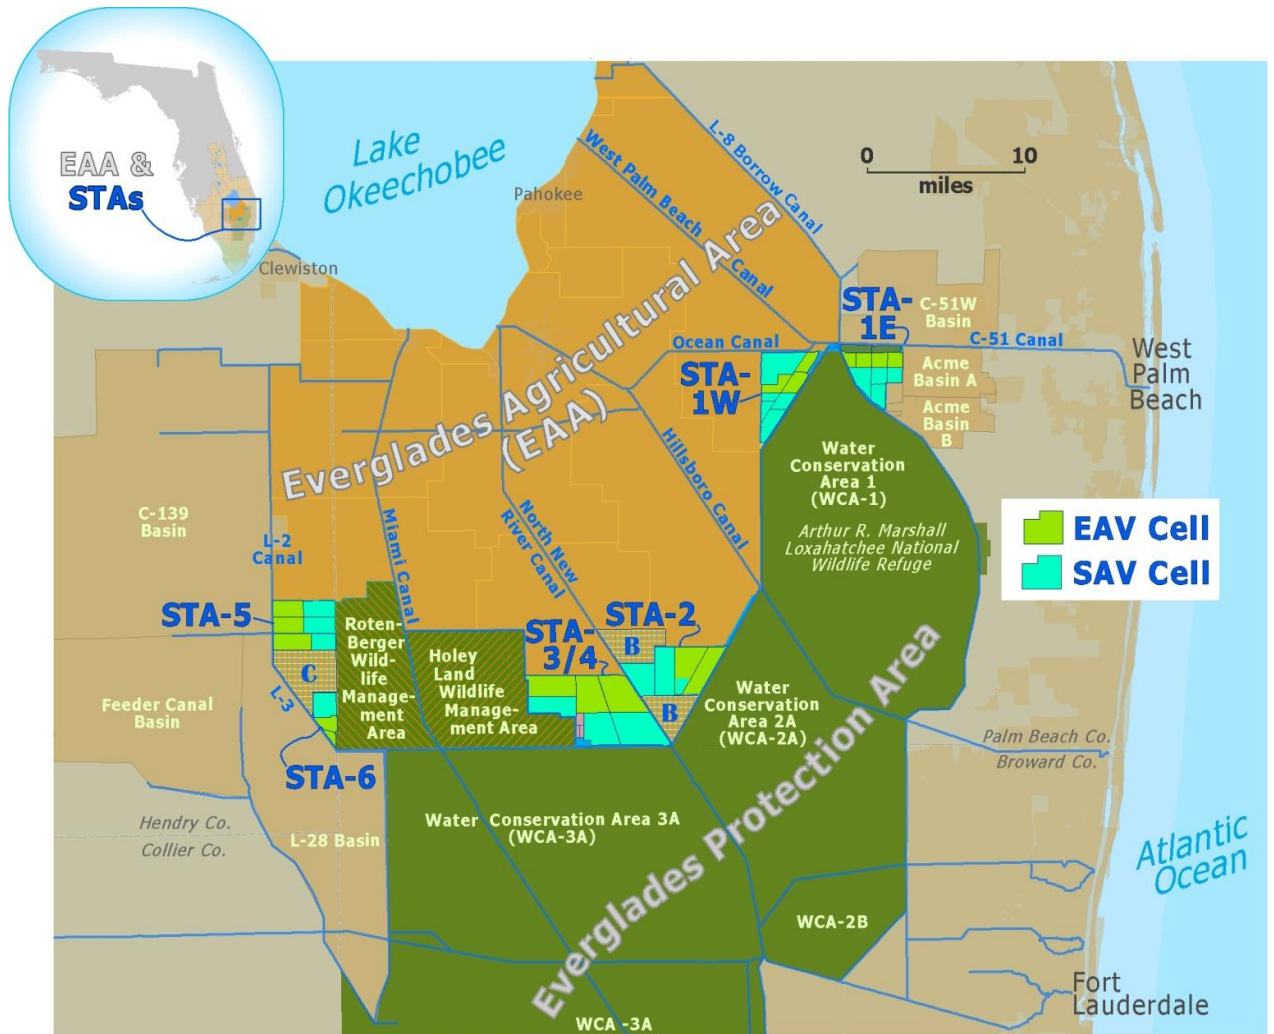 EAA &
STAs
Lake
Okeechobee
Pahokee
Clewiston
West Palm Beach
Canal
L-8 Borrow Canal
0 10
miles
Everglades Agricultural Area
(EAA)
STA-
1E
C-51W
Basin
Ocean Canal
C-51 Canal
West
Palm
Beach
STA-
1W
Acme
Basin A
Acme
Basin
B
Hillsboro Canal
Water
Conservation
Area 1
(WCA-1)
Arthur R. Marshall
Loxahatchee National
Wildlife Refuge
EAV Cell
SAV Cell
C-139
Basin
L-2
Canal
Miami Canal
North New
River Canal
STA-5
STA-2
STA-
3/4
B
B
C
L-3
Roten-
Berger
Wild-
life
Manage-
ment
Area
Holey
Land
Wildlife
Manage-
ment Area
Feeder Canal
Basin
STA-6
Water
Conservation
Area 2A
(WCA-2A)
Palm Beach Co.
Broward Co.
Hendry Co.
Collier Co.
L-28 Basin
Water Conservation Area 3A
(WCA-3A)
Everglades Protection Area
Atlantic
Ocean
WCA-2B
Fort
Lauderdale
WCA -3A